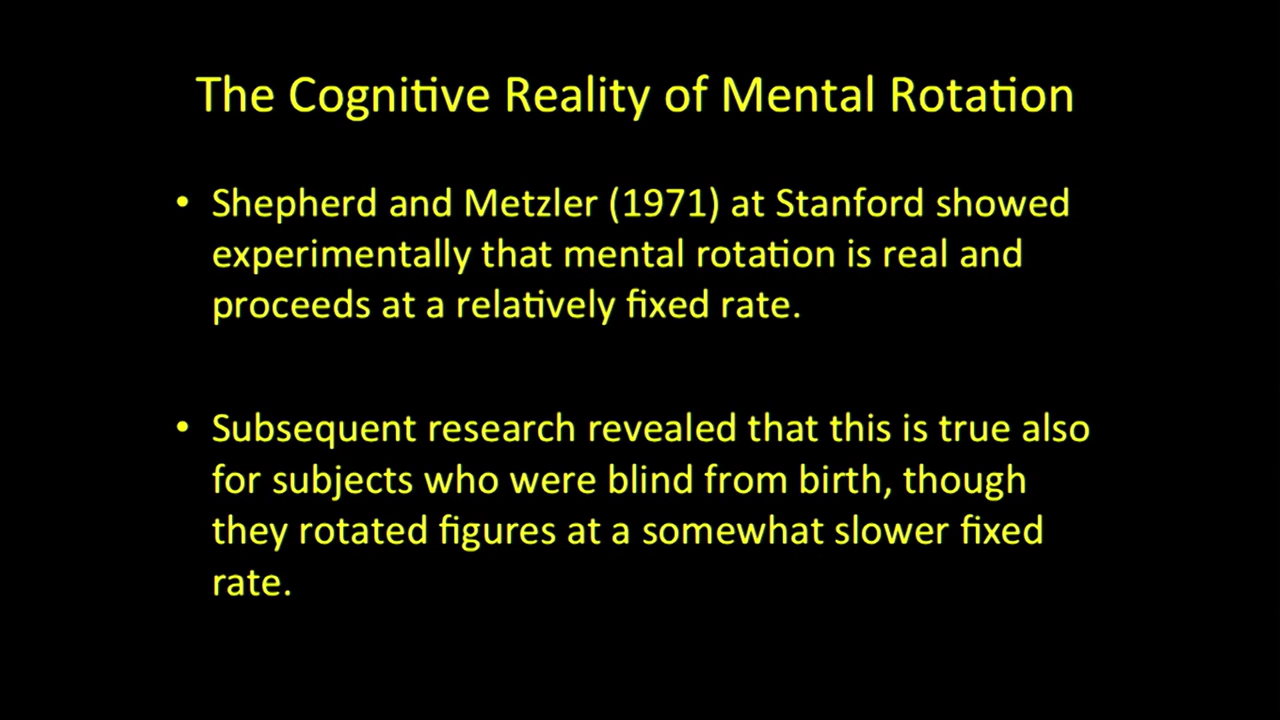 The Cognitive Reality of Mental Rotation
• Shepherd and Metzler (1971) at Stanford showed
experimentally that mental rotation is real and
proceeds at a relatively fixed rate.
• Subsequent research revealed that this is true also
for subjects who were blind from birth, though
they rotated figures at a somewhat slower fixed
rate.